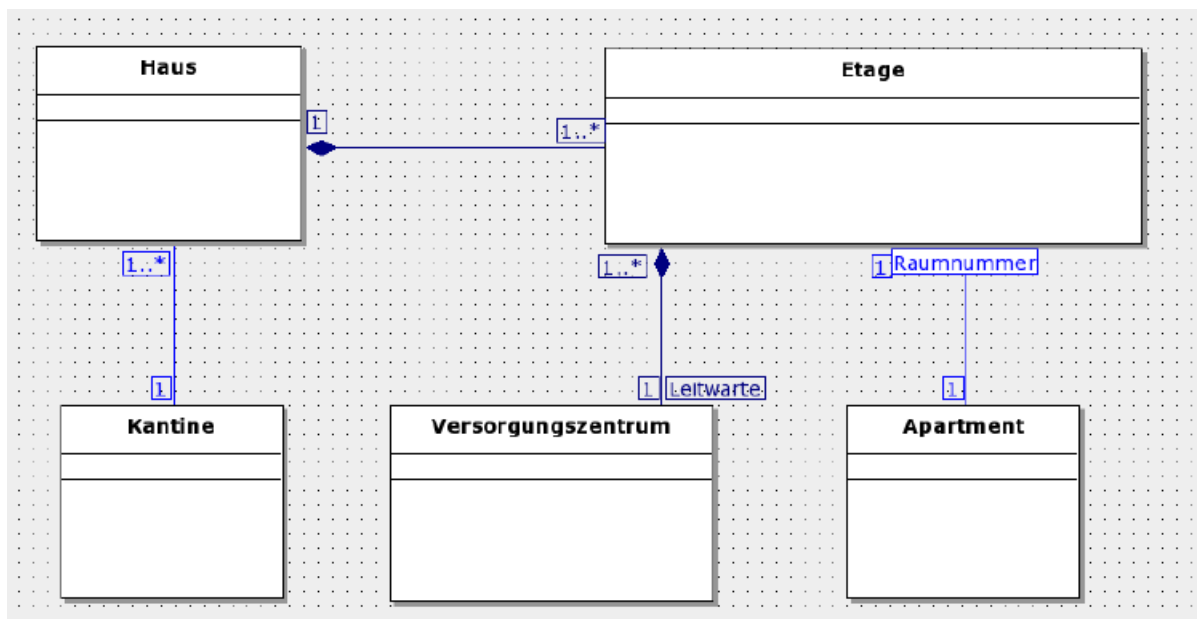 Haus
Etage
1
1..*
1..*
1..*
1
Raumnummer
1
1
Leitwarte
1
Kantine
Versorgungszentrum
Apartment